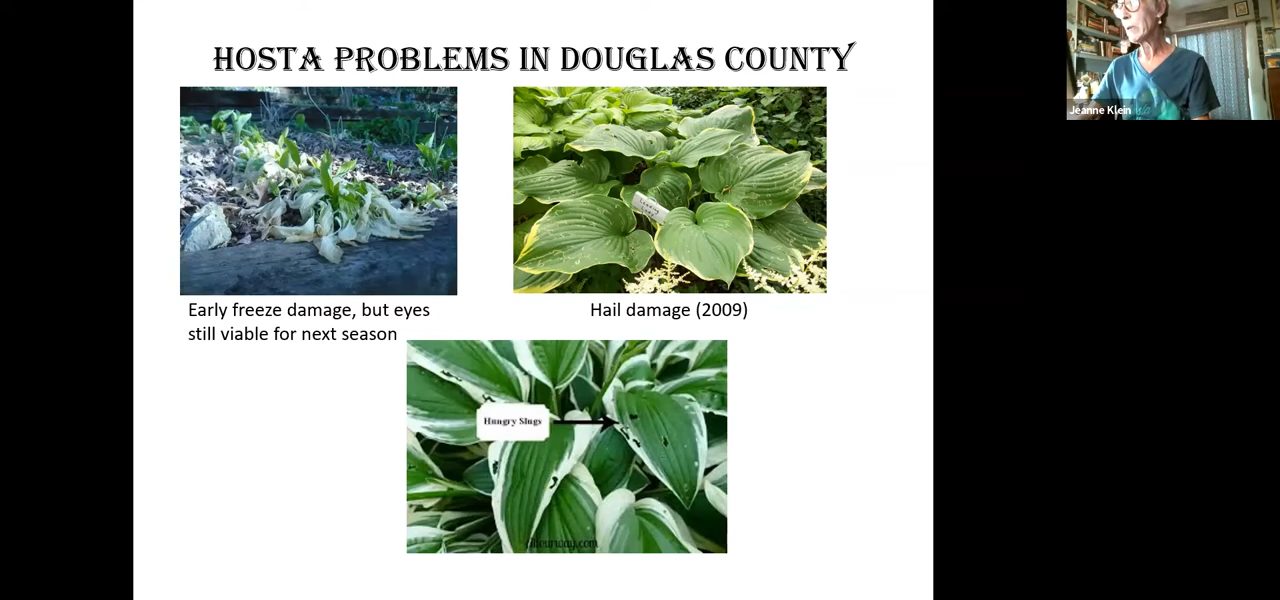 HOSTA PROBLEMS IN DOUGLAS COUNTY
Jeanne Klein
Early freeze damage, but eyes
still viable for next season
Hail damage (2009)
Hungry Slugs